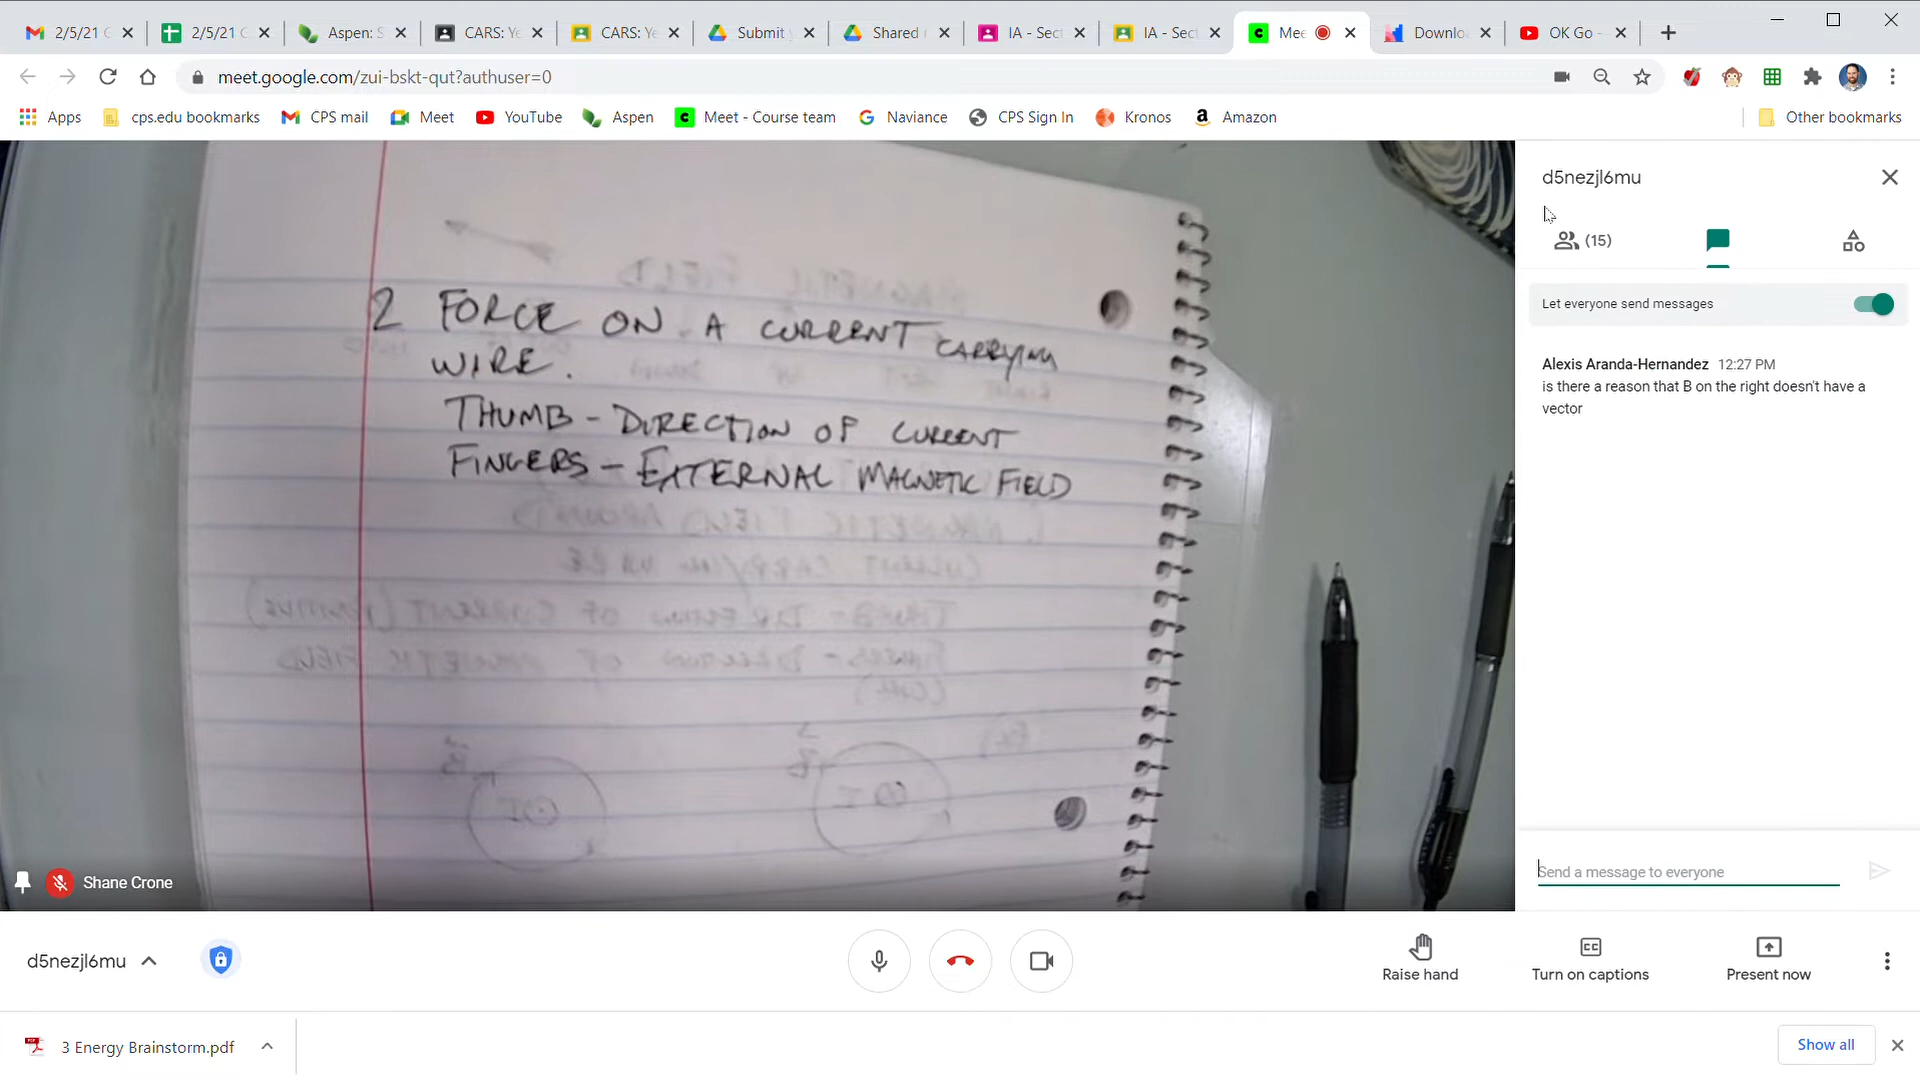 2/5/21 C
2/5/21 C
Aspen: S
CARS: Ye
CARS: Ye
Submit y
Shared
IA - Sect
IA - Sect
Mee
Downlo
OK Go -
meet.google.com/zui-bskt-qut?authuser=0
Apps
cps.edu bookmarks
CPS mail
Meet
YouTube
Aspen
Meet - Course team
Naviance
CPS Sign In
Kronos
Amazon
Other bookmarks
2 FORCE ON A CURRENT CARRYING
WIRE.
THUMB - DIRECTION OF CURRENT
FINGERS - EXTERNAL MAGNETIC FIELD
Shane Crone
d5nezjl6mu
(15)
Let everyone send messages
Alexis Aranda-Hernandez 12:27 PM
is there a reason that B on the right doesn't have a
vector
Send a message to everyone
d5nezjl6mu
Raise hand
Turn on captions
Present now
3 Energy Brainstorm.pdf
Show all